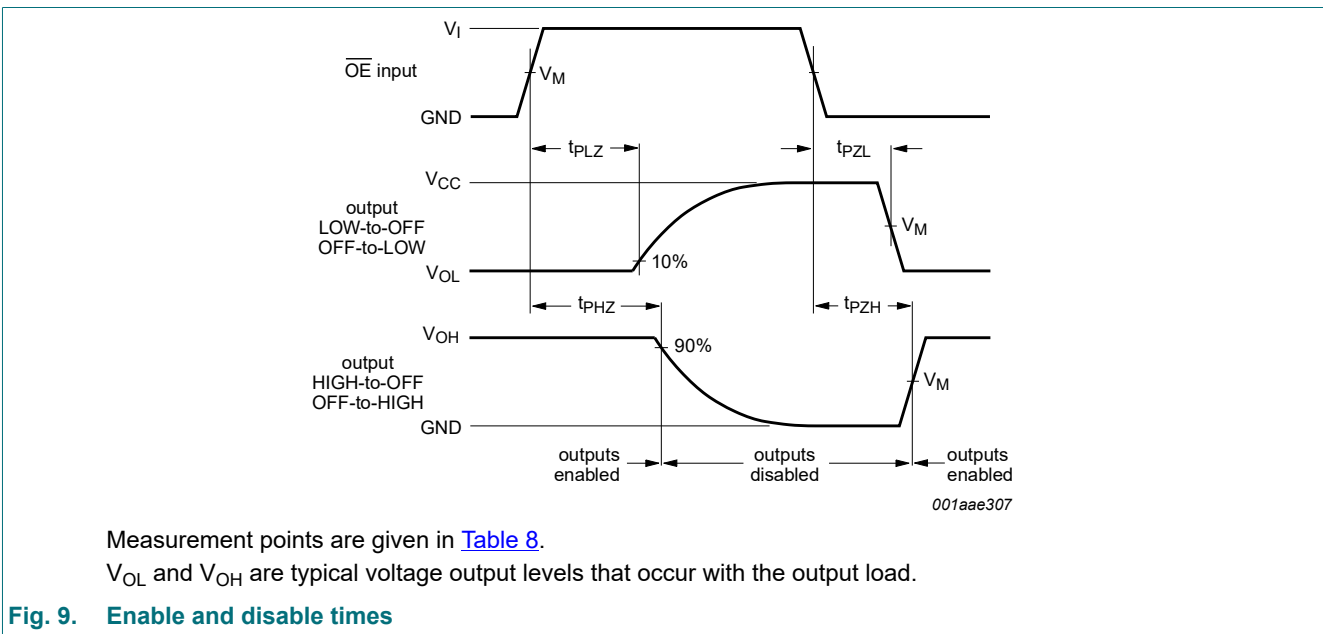 V_I
OE input
V_M
GND
t_PLZ
t_PZL
V_CC
output
LOW-to-OFF
OFF-to-LOW
V_M
10%
V_OL
t_PHZ
t_PZH
V_OH
90%
output
HIGH-to-OFF
OFF-to-HIGH
V_M
GND
outputs
enabled
outputs
disabled
outputs
enabled
001aae307
Measurement points are given in Table 8.
V_OL and V_OH are typical voltage output levels that occur with the output load.
Fig. 9. Enable and disable times